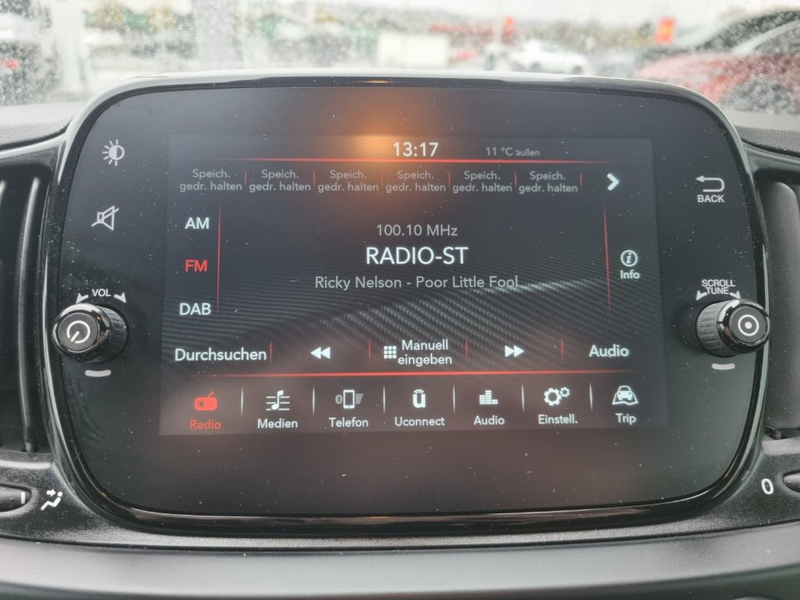 13:17 11 °C außen
Speich. gedr. halten
Speich. gedr. halten
Speich. gedr. halten
Speich. gedr. halten
Speich. gedr. halten
Speich. gedr. halten
BACK
AM
FM
DAB
100.10 MHz
RADIO-ST
Ricky Nelson - Poor Little Fool
Info
VOL
SCROLL
TUNE
Durchsuchen
Manuell
eingeben
Audio
Radio
Medien
Telefon
Uconnect
Audio
Einstell.
Trip
0